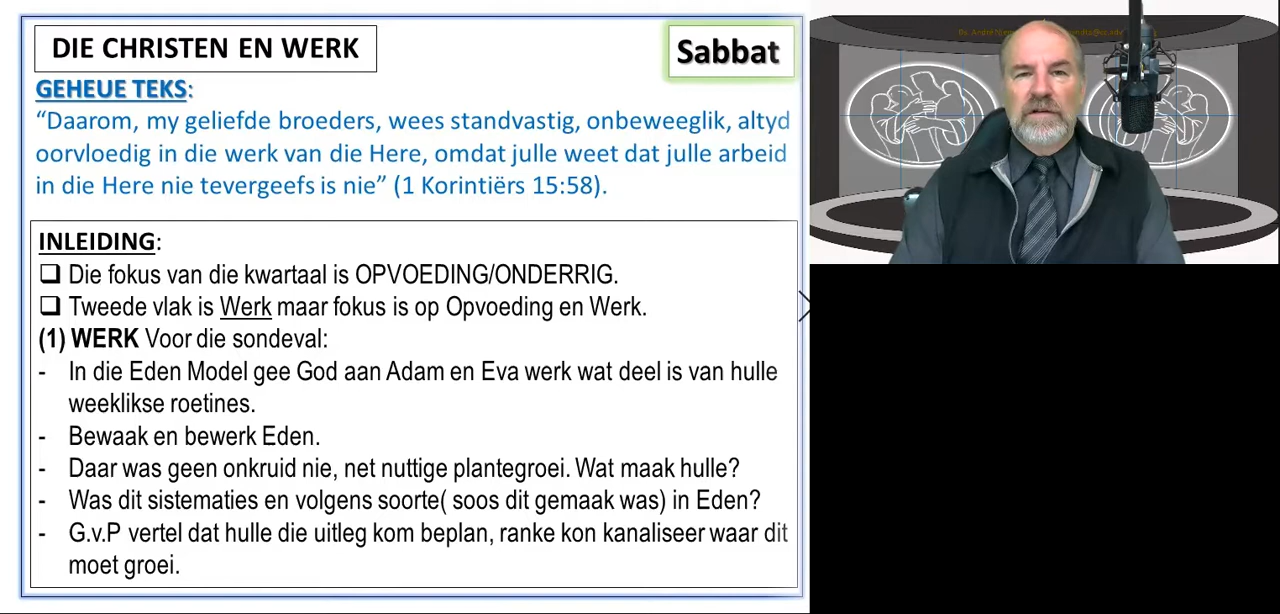 DIE CHRISTEN EN WERK
Sabbat
GEHEUE TEKS:
“Daarom, my geliefde broeders, wees standvastig, onbeweeglik, altyd
oorvloedig in die werk van die Here, omdat julle weet dat julle arbeid
in die Here nie tevergeefs is nie” (1 Korintiërs 15:58).
INLEIDING:
❑ Die fokus van die kwartaal is OPVOEDING/ONDERRIG.
❑ Tweede vlak is Werk maar fokus is op Opvoeding en Werk.
(1) WERK Voor die sondeval:
- In die Eden Model gee God aan Adam en Eva werk wat deel is van hulle
weeklikse roetines.
- Bewaak en bewerk Eden.
- Daar was geen onkruid nie, net nuttige plantegroei. Wat maak hulle?
- Was dit sistematies en volgens soorte( soos dit gemaak was) in Eden?
- G.v.P vertel dat hulle die uitleg kom beplan, ranke kon kanaliseer waar dit
moet groei.